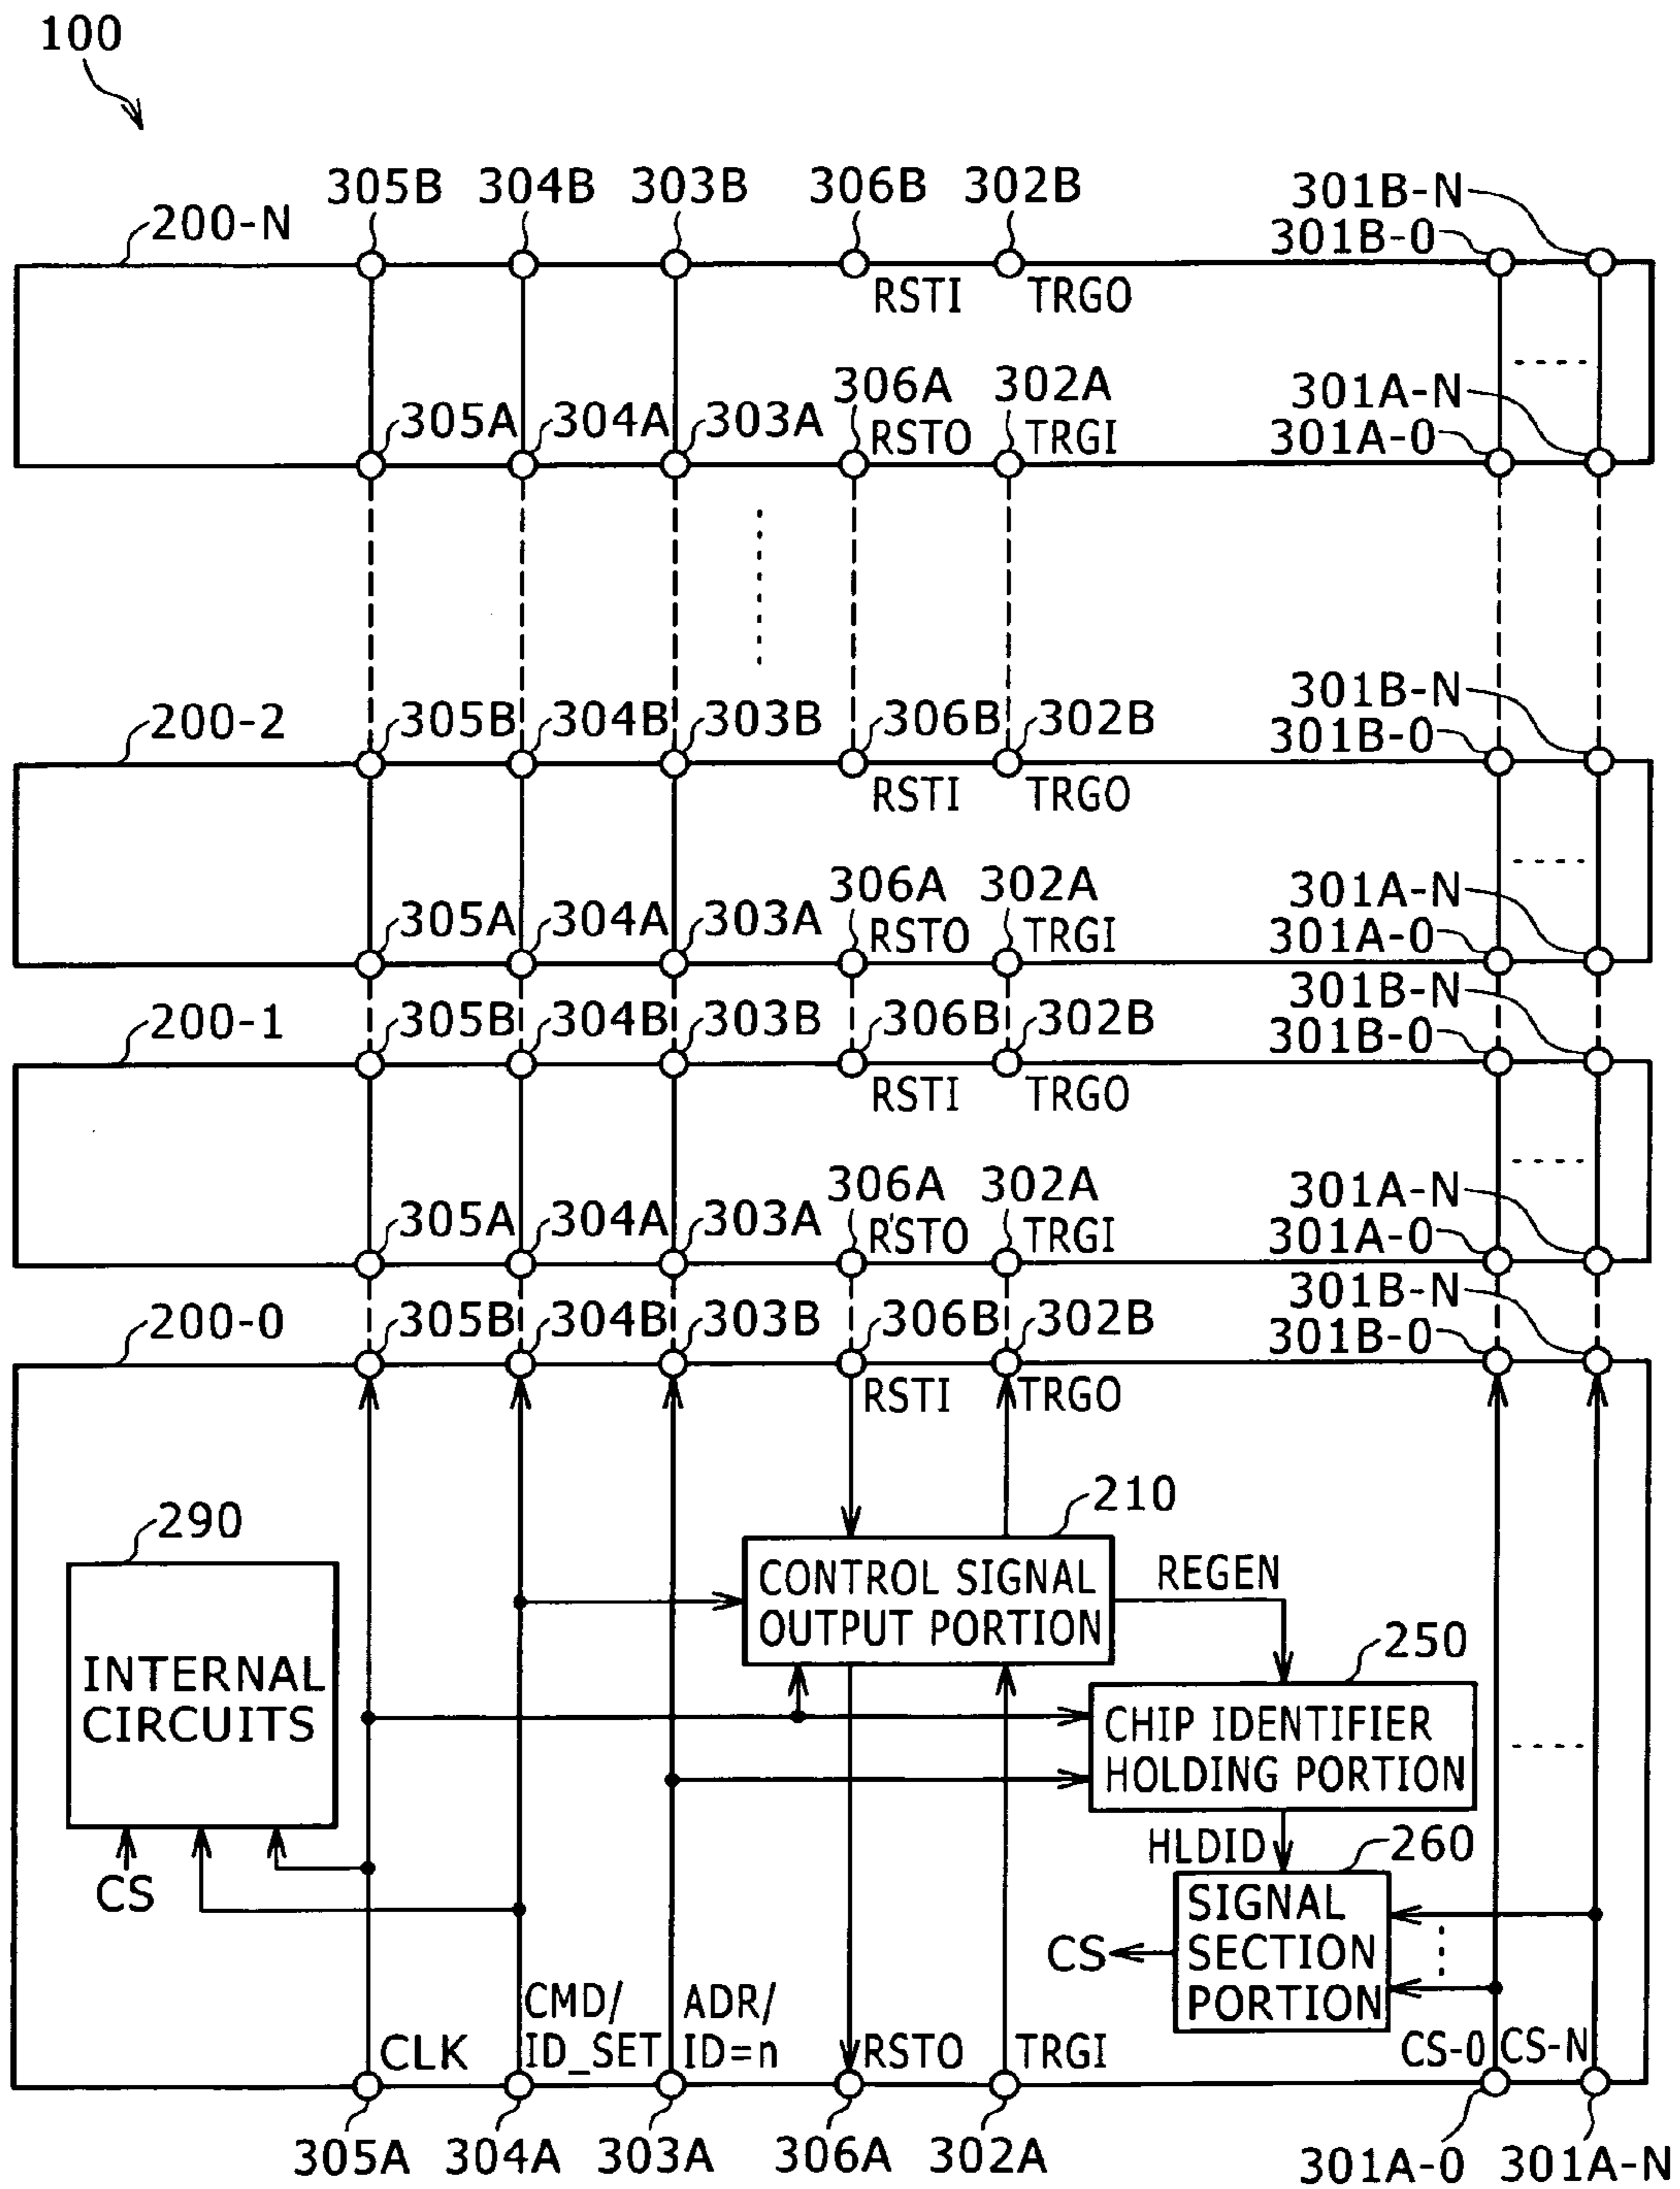 100
305B 304B 303B 306B 302B 301B-N
200-N 301B-0
RSTI TRGO
306A 302A 301A-N
305A 304A 303A RSTO TRGI 301A-0
301B-N
200-2 305B 304B 303B 306B 302B 301B-0
RSTI TRGO
306A 302A 301A-N
305A 304A 303A RSTO TRGI 301A-0
301B-N
200-1 305B 304B 303B 306B 302B 301B-0
RSTI TRGO
306A 302A 301A-N
305A 304A 303A RSTO TRGI 301A-0
301B-N
200-0 305B 304B 303B 306B 302B 301B-0
RSTI TRGO
290 210
CONTROL SIGNAL
OUTPUT PORTION
REGEN
INTERNAL
CIRCUITS
250
CHIP IDENTIFIER
HOLDING PORTION
HLDID 260
CS
SIGNAL
SECTION
PORTION
CS
CLK
CMD/
ID_SET
ADR/
ID=n
RSTO TRGI CS-0 CS-N
305A 304A 303A 306A 302A 301A-0 301A-N